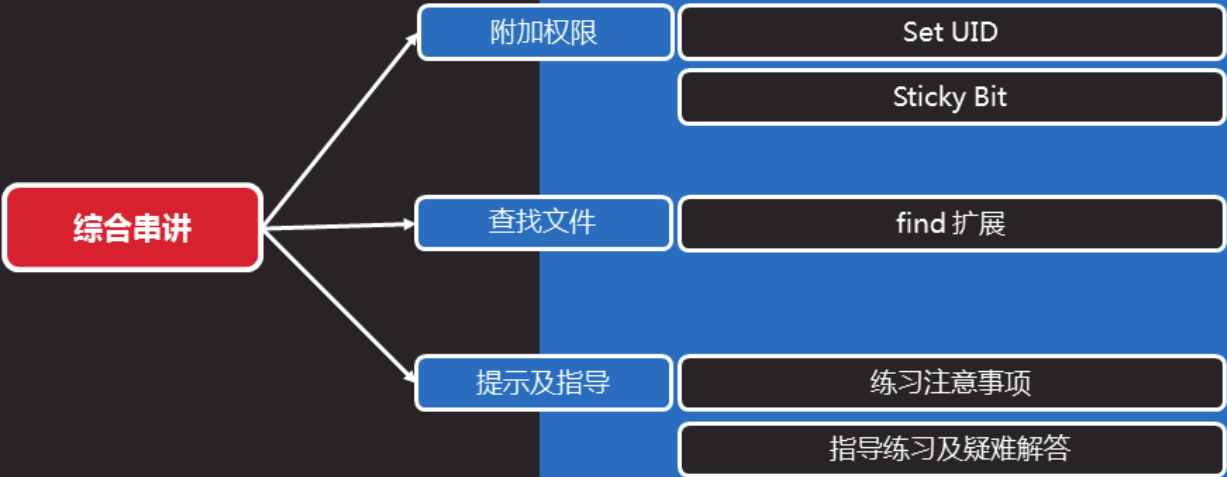 附加权限
Set UID
Sticky Bit
综合串讲
查找文件
find 扩展
提示及指导
练习注意事项
指导练习及疑难解答